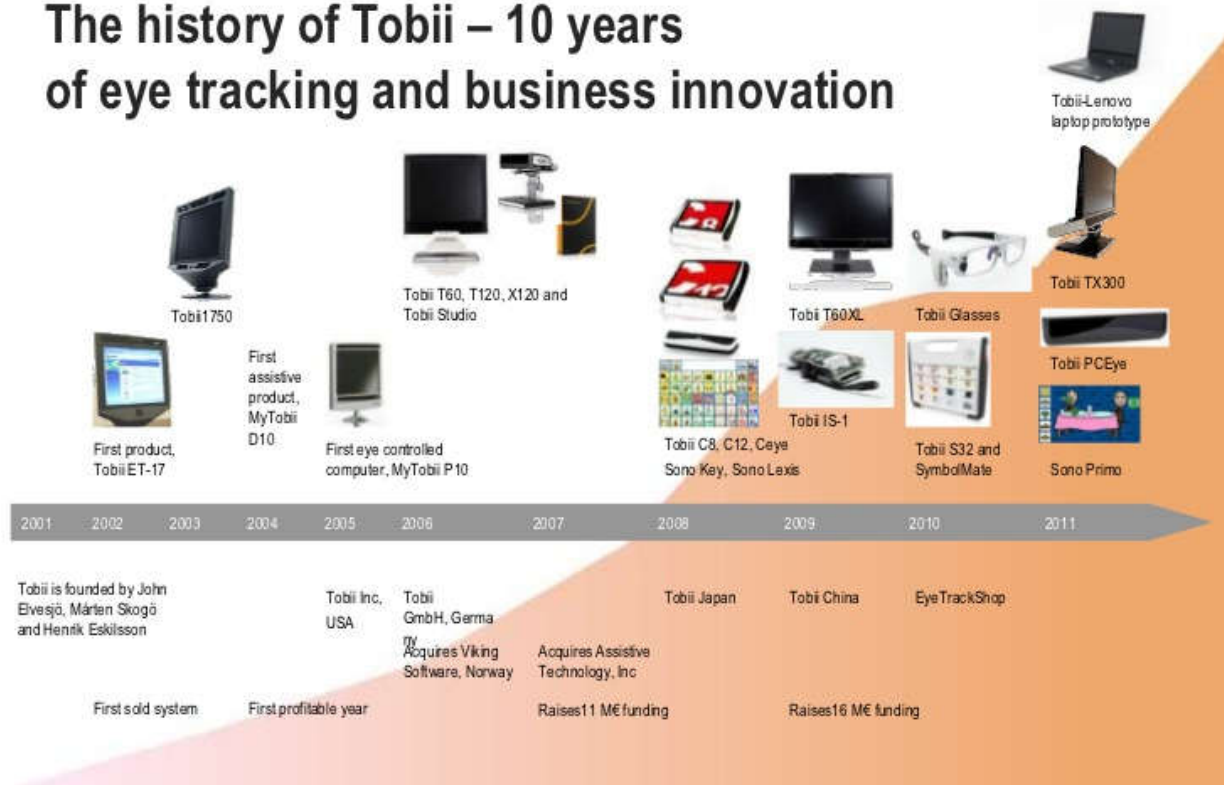 The history of Tobii – 10 years
of eye tracking and business innovation
Tobii-Lenovo
laptop prototype
Tobii1750
Tobii T60, T120, X120 and
Tobii Studio
Tobii T60XL
Tobii Glasses
Tobii TX300
First product,
Tobii ET-17
First
assistive
product,
MyTobii
D10
First eye controlled
computer, MyTobii P10
Tobii C8, C12, Ceye
Sono Key, Sono Lexis
Tobii IS-1
Tobii S32 and
SymbolMate
Tobii PCEye
Sono Primo
2001 2002 2003 2004 2005 2006 2007 2008 2009 2010 2011
Tobii is founded by John
Elvesjö, Mårten Skogö
and Henrik Eskilsson
Tobii Inc,
USA
Tobii
GmbH, Germa
ny
Acquires Viking
Software, Norway
Acquires Assistive
Technology, Inc
Tobii Japan
Tobii China
EyeTrackShop
First sold system
First profitable year
Raises11 M€ funding
Raises16 M€ funding